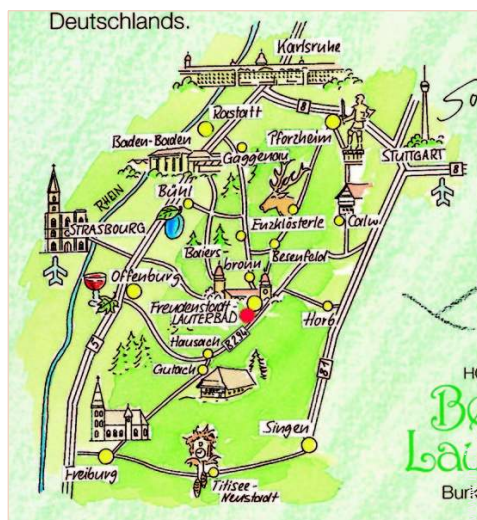 Deutschlands.
Karlsruhe
Rastatt
8
Pforzheim
Baden-Baden
Gaggenau
STUTTGART
8
RHEIN
Bühl
STRASBOURG
Enzklösterle
Calw
Baiers-
bronn
Besenfeld
Offenburg
Freudenstadt-
LAUTERBAD
Horb
Hausach
B 294
5
Gutach
81
Singen
Freiburg
Titisee-
Neustadt